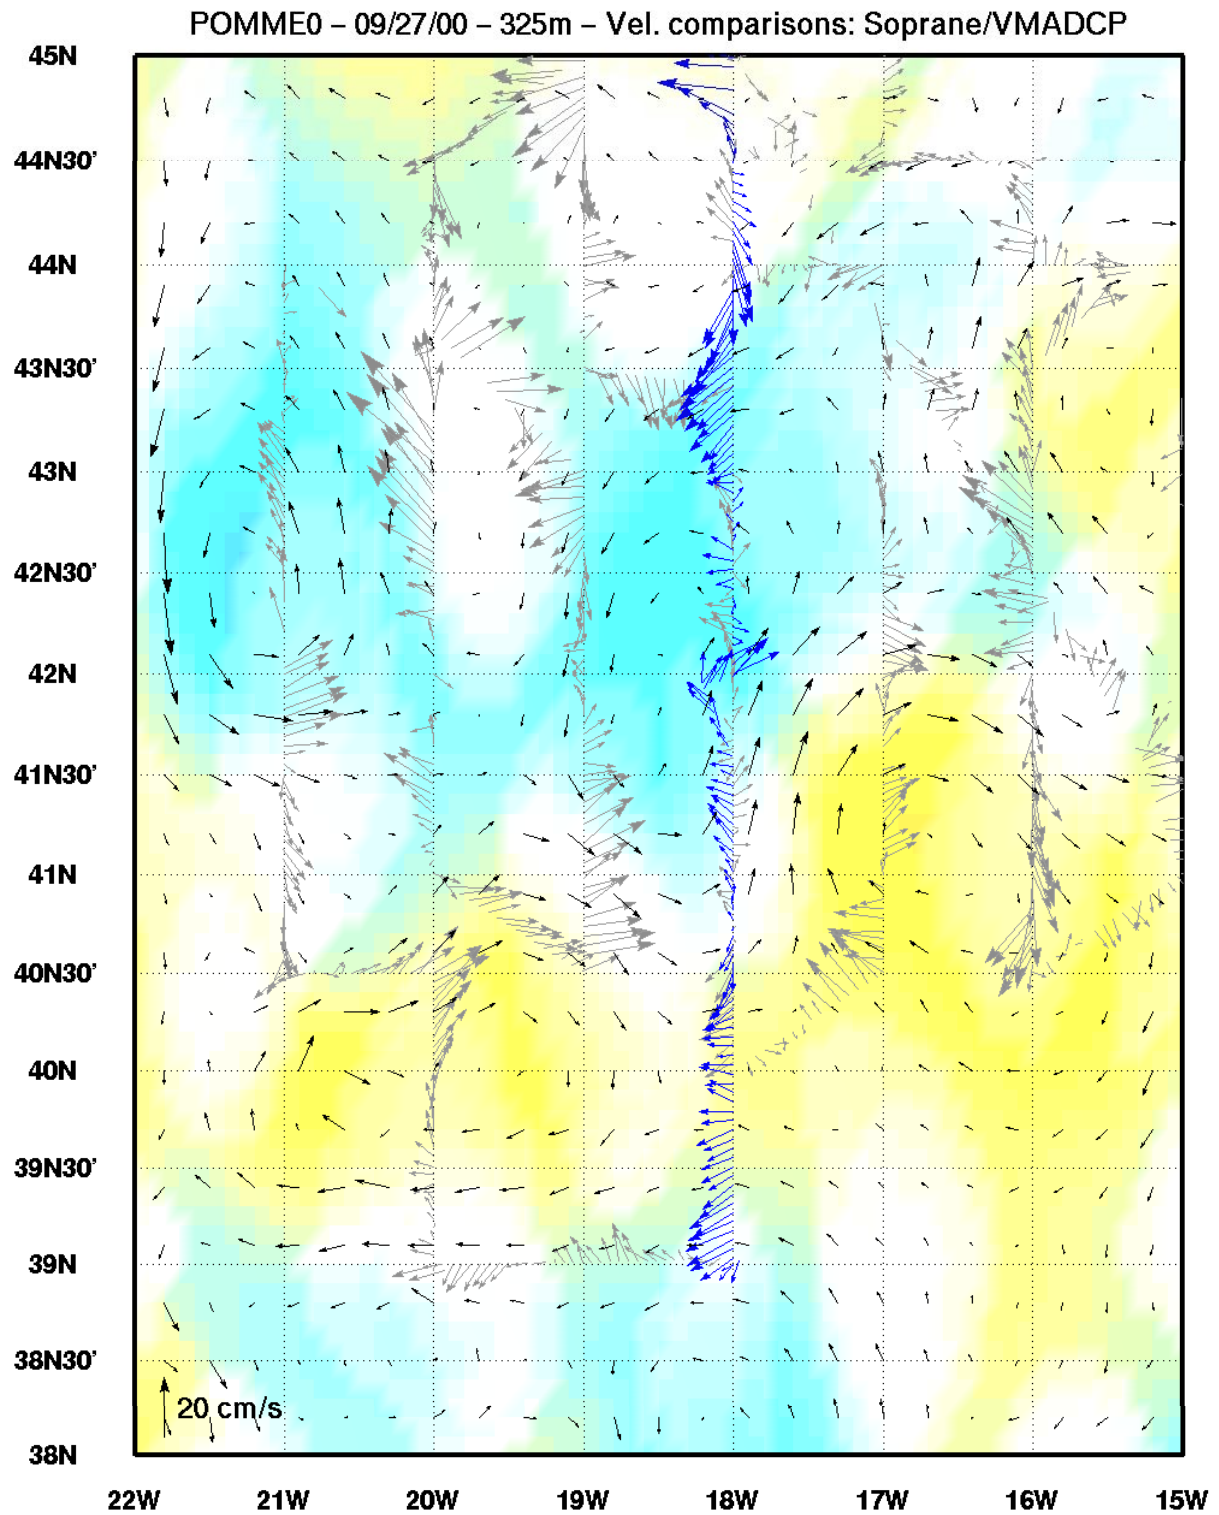 POMME0 – 09/27/00 – 325m – Vel. comparisons: Soprane/VMADCP
45N
44N30'
44N
43N30'
43N
42N30'
42N
41N30'
41N
40N30'
40N
39N30'
39N
38N30'
20 cm/s
38N
22W 21W 20W 19W 18W 17W 16W 15W